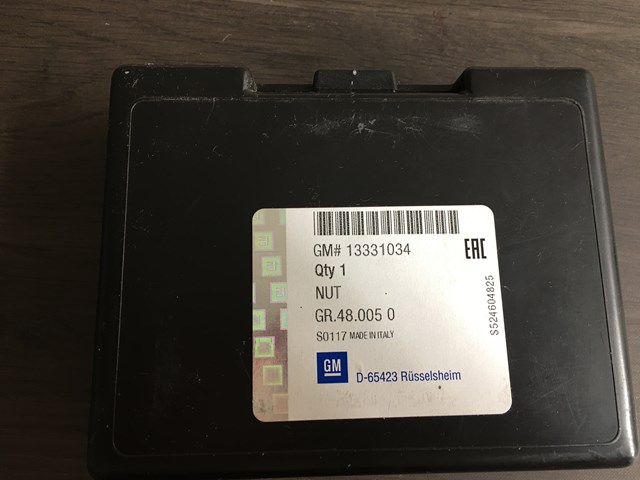 GM# 13331034
EAC
Qty 1
NUT
GR.48.005 0
S0117 MADE IN ITALY
GM
D-65423 Rüsselsheim
S524604825